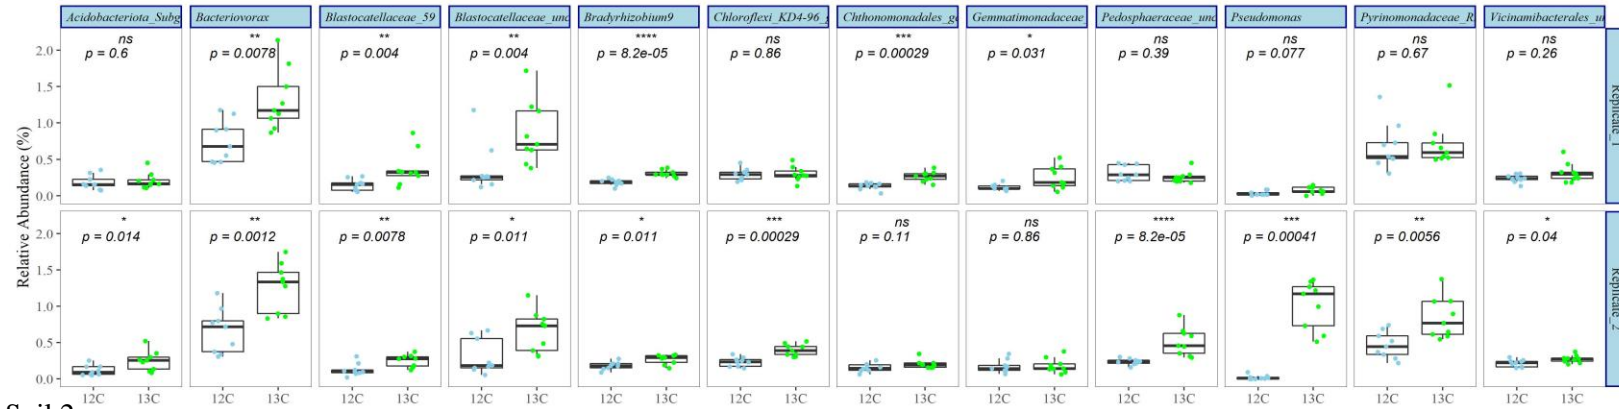 Acidobacteriota_Subg Bacteriovorax Blastocatellaceae_59 Blastocatellaceae_unc Bradyrhizobium9 Chloroflexi_KD4-96_ Chthonomonadales_g Gemmatimonadaceae_ Pedosphaeraceae_unc Pseudomonas Pyrinomonadaceae_R Vicinamibacterales_un
ns ** ** ** **** ns *** * ns ns ns ns
p = 0.6 p = 0.0078 p = 0.004 p = 0.004 p = 8.2e-05 p = 0.86 p = 0.00029 p = 0.031 p = 0.39 p = 0.077 p = 0.67 p = 0.26
2.0
1.5
1.0
0.5
0.0
Replicate_1
Relative Abundance (%)
* ** ** * * *** ns ns **** *** ** *
p = 0.014 p = 0.0012 p = 0.0078 p = 0.011 p = 0.011 p = 0.00029 p = 0.11 p = 0.86 p = 8.2e-05 p = 0.00041 p = 0.0056 p = 0.04
2.0
1.5
1.0
0.5
0.0
Replicate_2
12C 13C 12C 13C 12C 13C 12C 13C 12C 13C 12C 13C 12C 13C 12C 13C 12C 13C 12C 13C 12C 13C 12C 13C